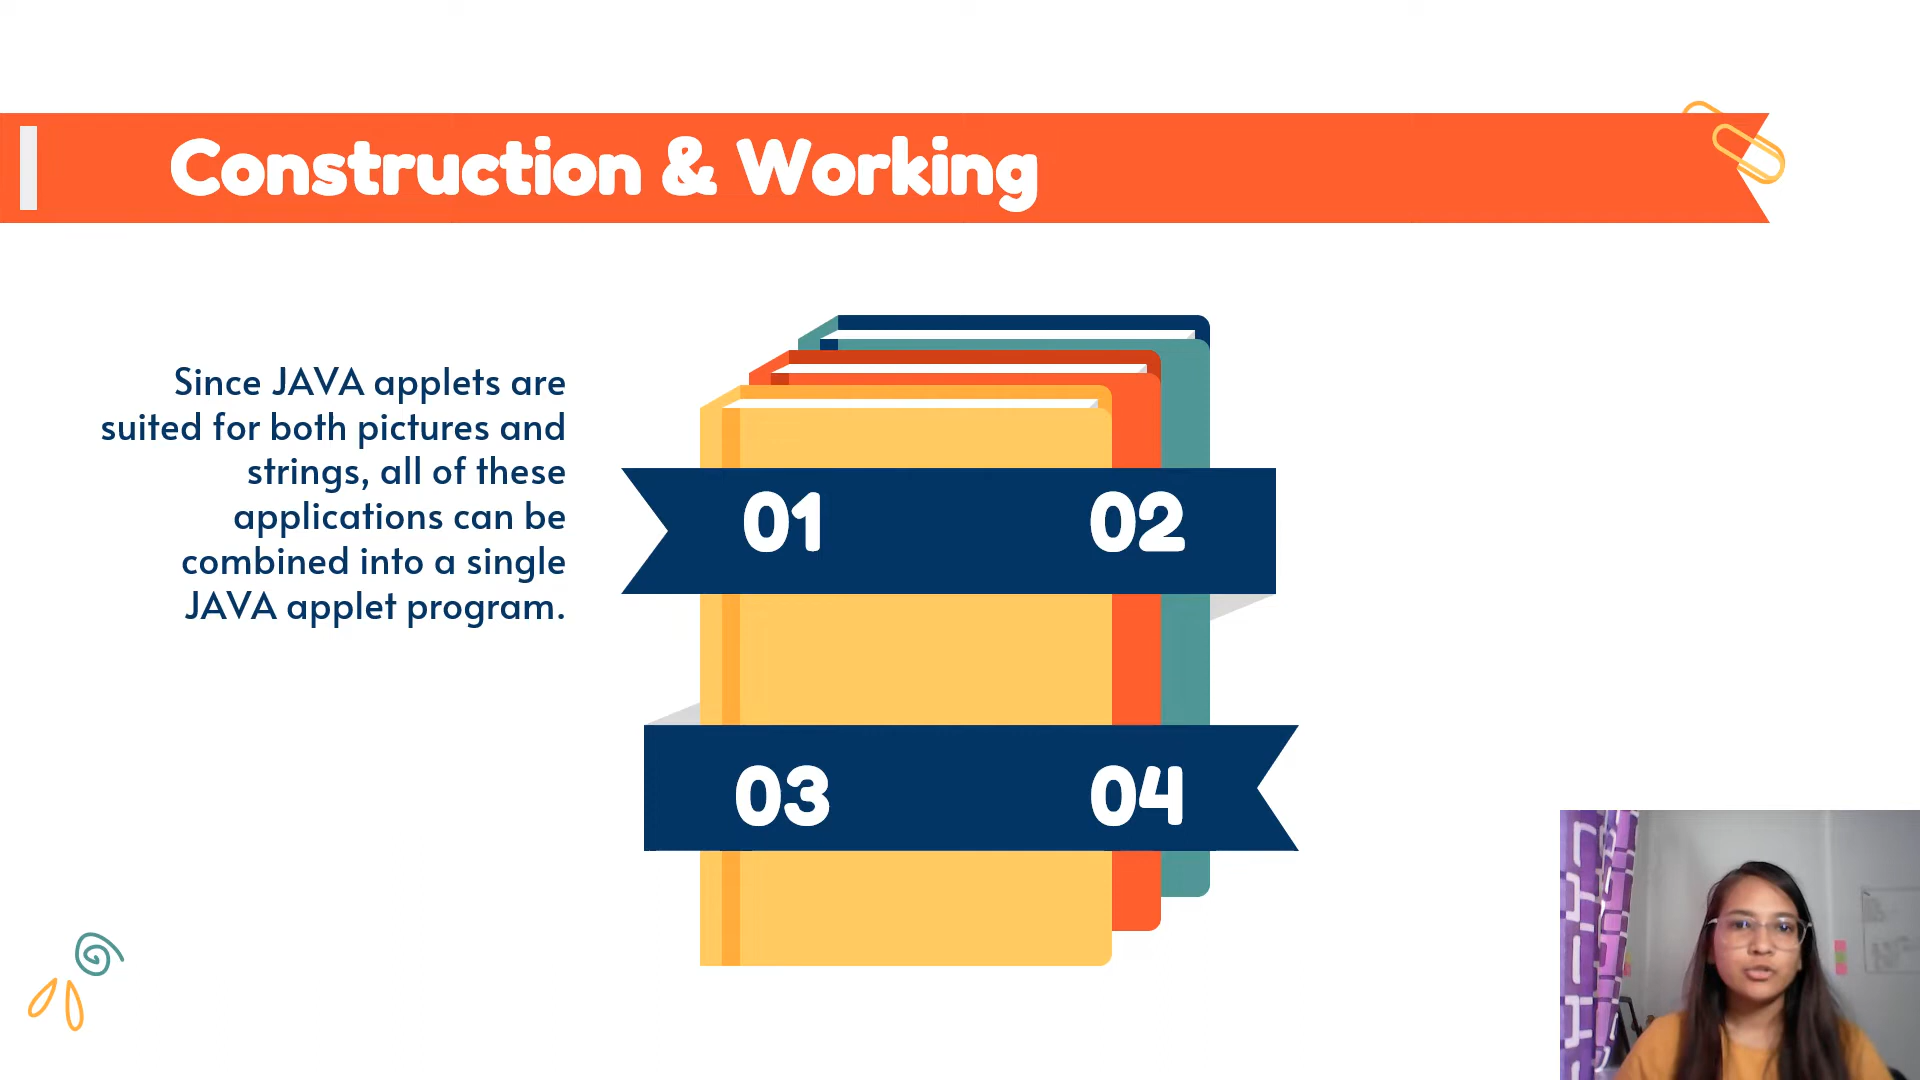 Construction & Working
Since JAVA applets are
suited for both pictures and
strings, all of these
applications can be
combined into a single
JAVA applet program.
01 02
03 04